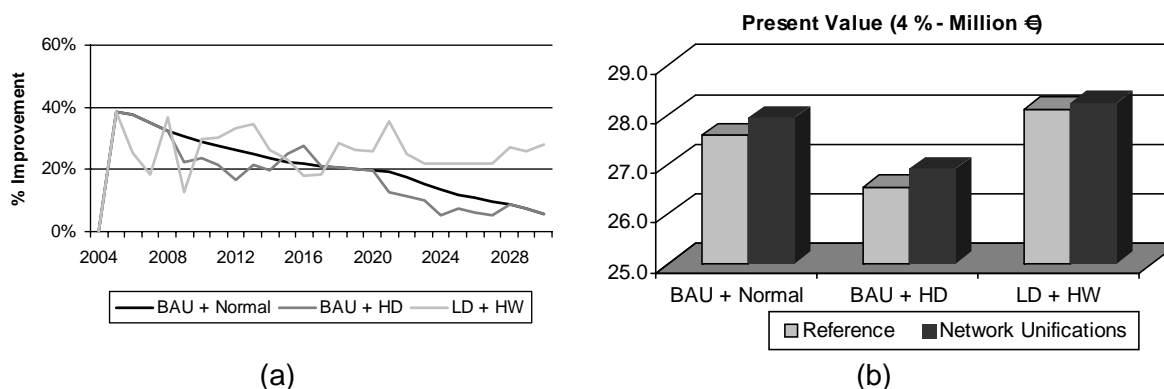 60%
40%
20%
0%
% Improvement
2004 2008 2012 2016 2020 2024 2028
BAU + Normal BAU + HD LD + HW
(a)
Present Value (4 % - Million €)
29.0
28.0
27.0
26.0
25.0
BAU + Normal BAU + HD LD + HW
Reference Network Unifications
(b)